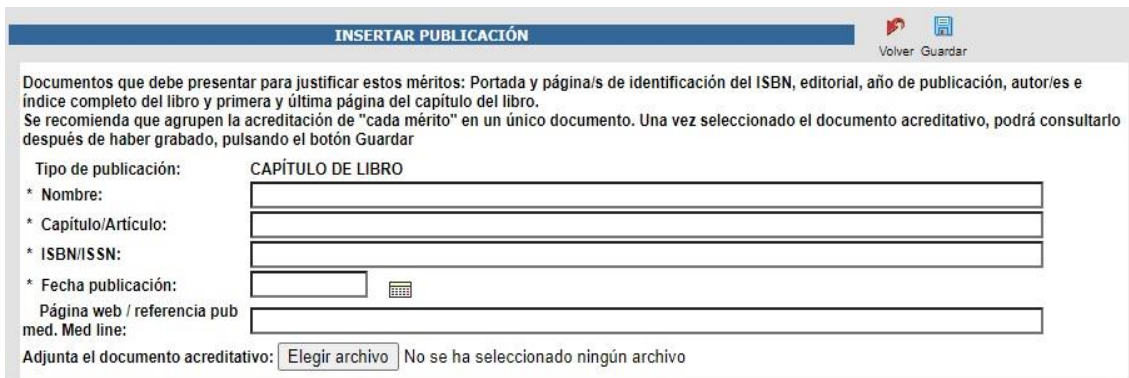 INSERTAR PUBLICACIÓN
Volver Guardar
Documentos que debe presentar para justificar estos méritos: Portada y página/s de identificación del ISBN, editorial, año de publicación, autor/es e
índice completo del libro y primera y última página del capítulo del libro.
Se recomienda que agrupen la acreditación de "cada mérito" en un único documento. Una vez seleccionado el documento acreditativo, podrá consultarlo
después de haber grabado, pulsando el botón Guardar
Tipo de publicación: CAPÍTULO DE LIBRO
* Nombre:
* Capítulo/Artículo:
* ISBN/ISSN:
* Fecha publicación:
Página web / referencia pub
med. Med line:
Adjunta el documento acreditativo: Elegir archivo No se ha seleccionado ningún archivo